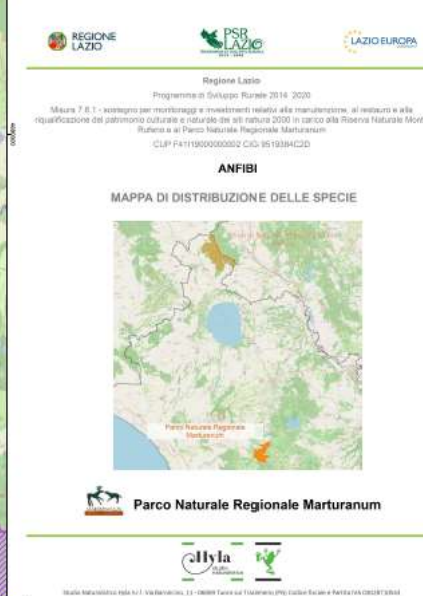 REGIONE
LAZIO
PSR
LAZIO
LAZIO EUROPA
Regione Lazio
Programma di Sviluppo Rurale 2014 2020
Misura 7.6.1 - sostegno per monitoraggi e investimenti relativi alla manutenzione, al restauro e alla
riqualificazione del patrimonio culturale e naturale dei siti natura 2000 in carico alla Riserva Naturale Mont
Rufeno e al Parco Naturale Regionale Marturanum
ANFIBI
MAPPA DI DISTRIBUZIONE DELLE SPECIE
Parco Naturale Regionale
Marturanum
Parco Naturale Regionale Marturanum
Hyla